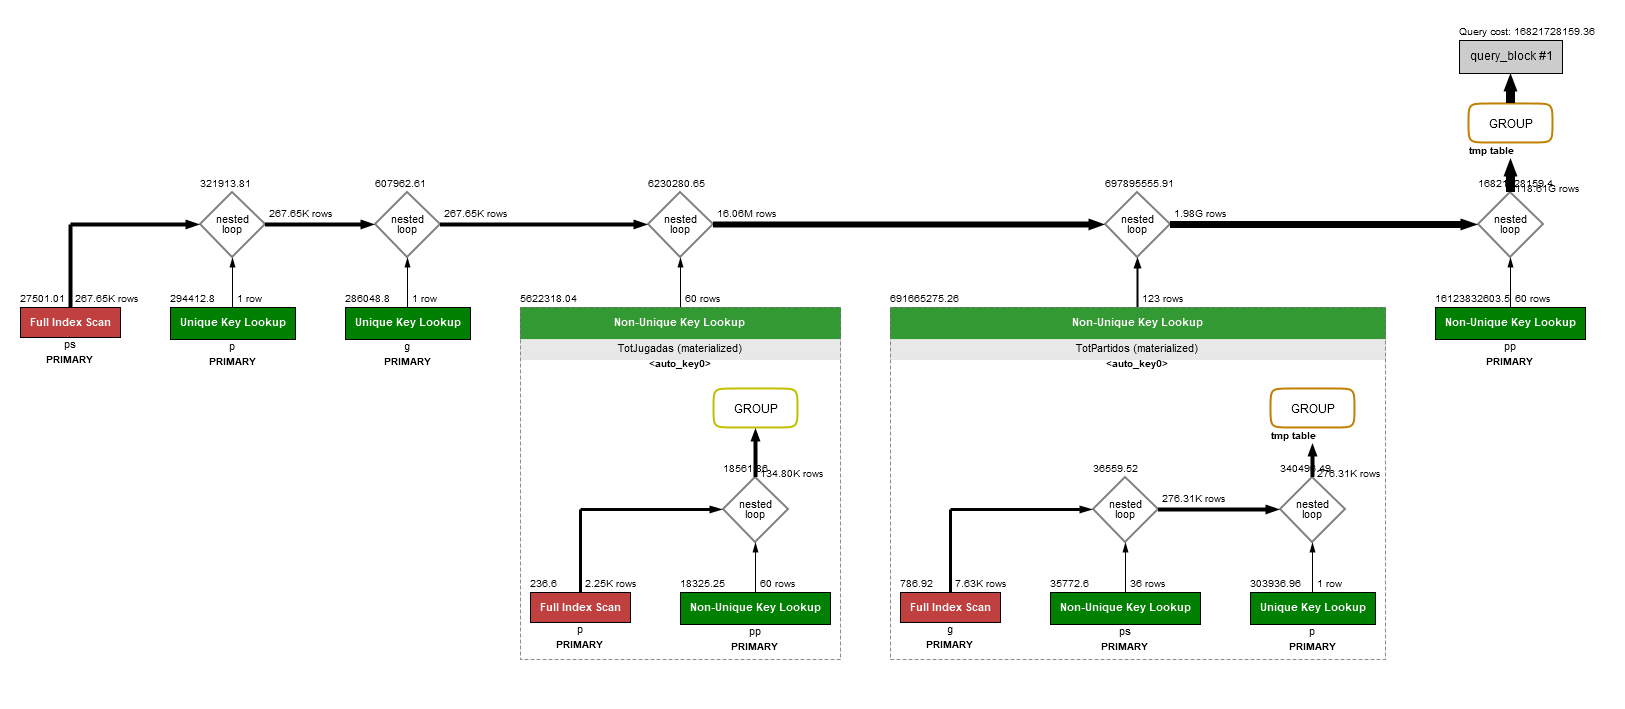 Query cost: 16821728159.36
query_block #1
GROUP
tmp table
321913.81
607962.61
6230280.65
697895555.91
16821728159.4
118.61G rows
nested loop
267.65K rows
nested loop
267.65K rows
nested loop
16.06M rows
nested loop
1.98G rows
nested loop
27501.01
267.65K rows
294412.8
1 row
286048.8
1 row
5622318.04
60 rows
691665275.26
123 rows
16123832603.5
60 rows
Full Index Scan
Unique Key Lookup
Unique Key Lookup
Non-Unique Key Lookup
Non-Unique Key Lookup
Non-Unique Key Lookup
ps
p
g
TotJugadas (materialized)
TotPartidos (materialized)
pp
PRIMARY
PRIMARY
PRIMARY
<auto_key0>
<auto_key0>
PRIMARY
GROUP
GROUP
tmp table
134.80K rows
36559.52
276.31K rows
nested loop
nested loop
276.31K rows
nested loop
236.6
2.25K rows
18325.25
60 rows
786.92
7.63K rows
35772.6
36 rows
303936.96
1 row
Full Index Scan
Non-Unique Key Lookup
Full Index Scan
Non-Unique Key Lookup
Unique Key Lookup
p
pp
g
ps
p
PRIMARY
PRIMARY
PRIMARY
PRIMARY
PRIMARY